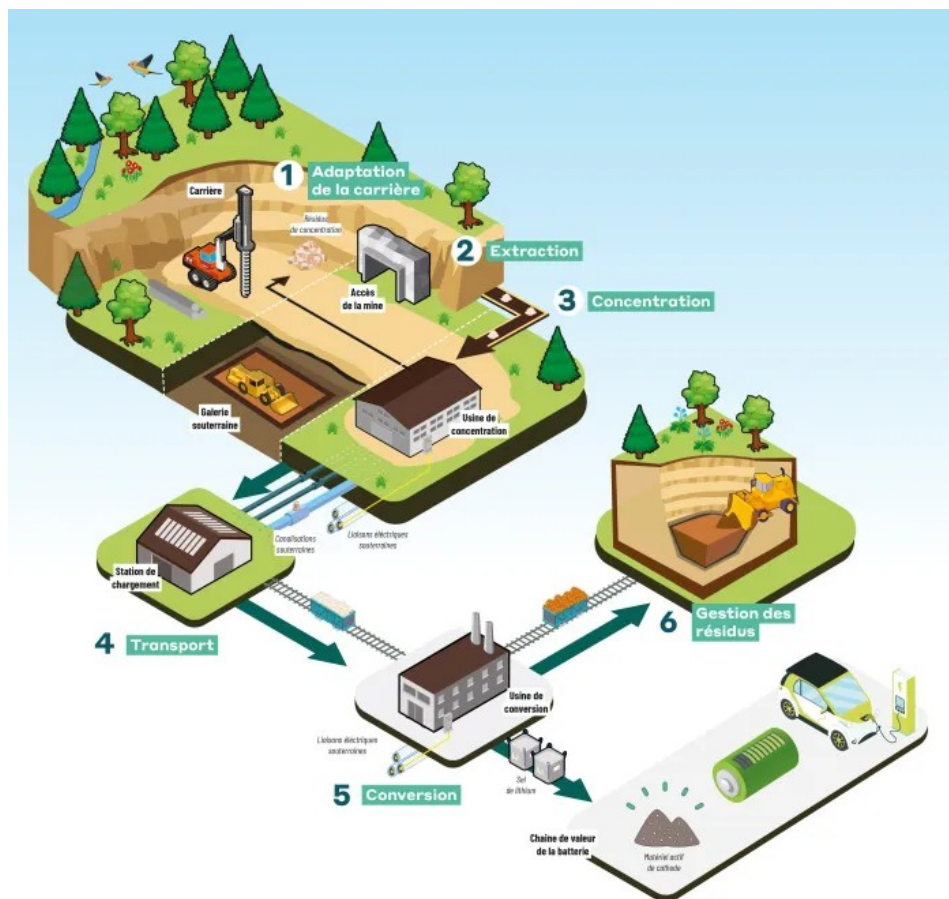 1 Adaptation
de la carrière
Carrière
Résidus
de concentration
2 Extraction
Accès
de la mine
3 Concentration
Galerie
souterraine
Usine de
concentration
Canalisations
souterraines
Liaisons électriques
souterraines
Station de
chargement
4 Transport
6 Gestion des
résidus
Usine de
conversion
Liaisons électriques
souterraines
5 Conversion
Sel
de lithium
Chaîne de valeur
de la batterie
Matériel actif
de cathode